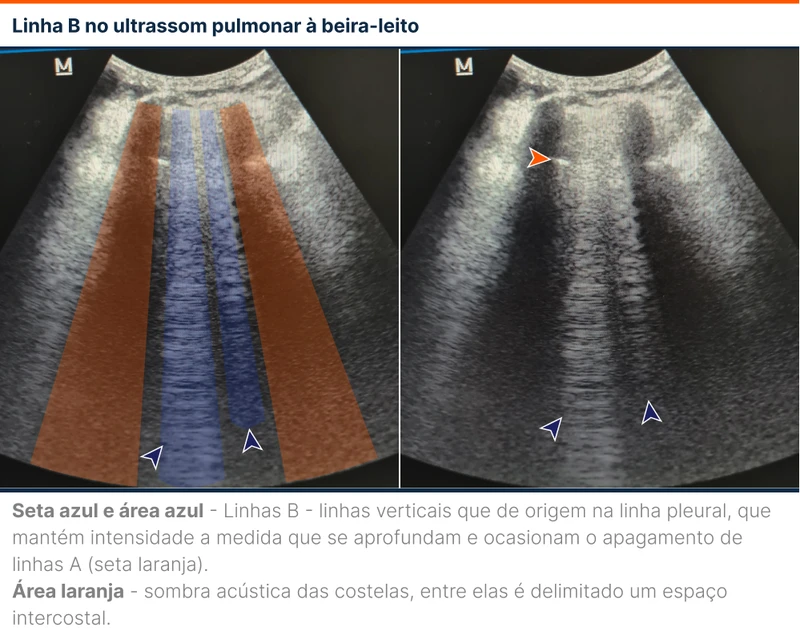 Linha B no ultrassom pulmonar à beira-leito
M
M
Seta azul e área azul - Linhas B - linhas verticais que de origem na linha pleural, que
mantém intensidade a medida que se aprofundam e ocasionam o apagamento de
linhas A (seta laranja).
Área laranja - sombra acústica das costelas, entre elas é delimitado um espaço
intercostal.